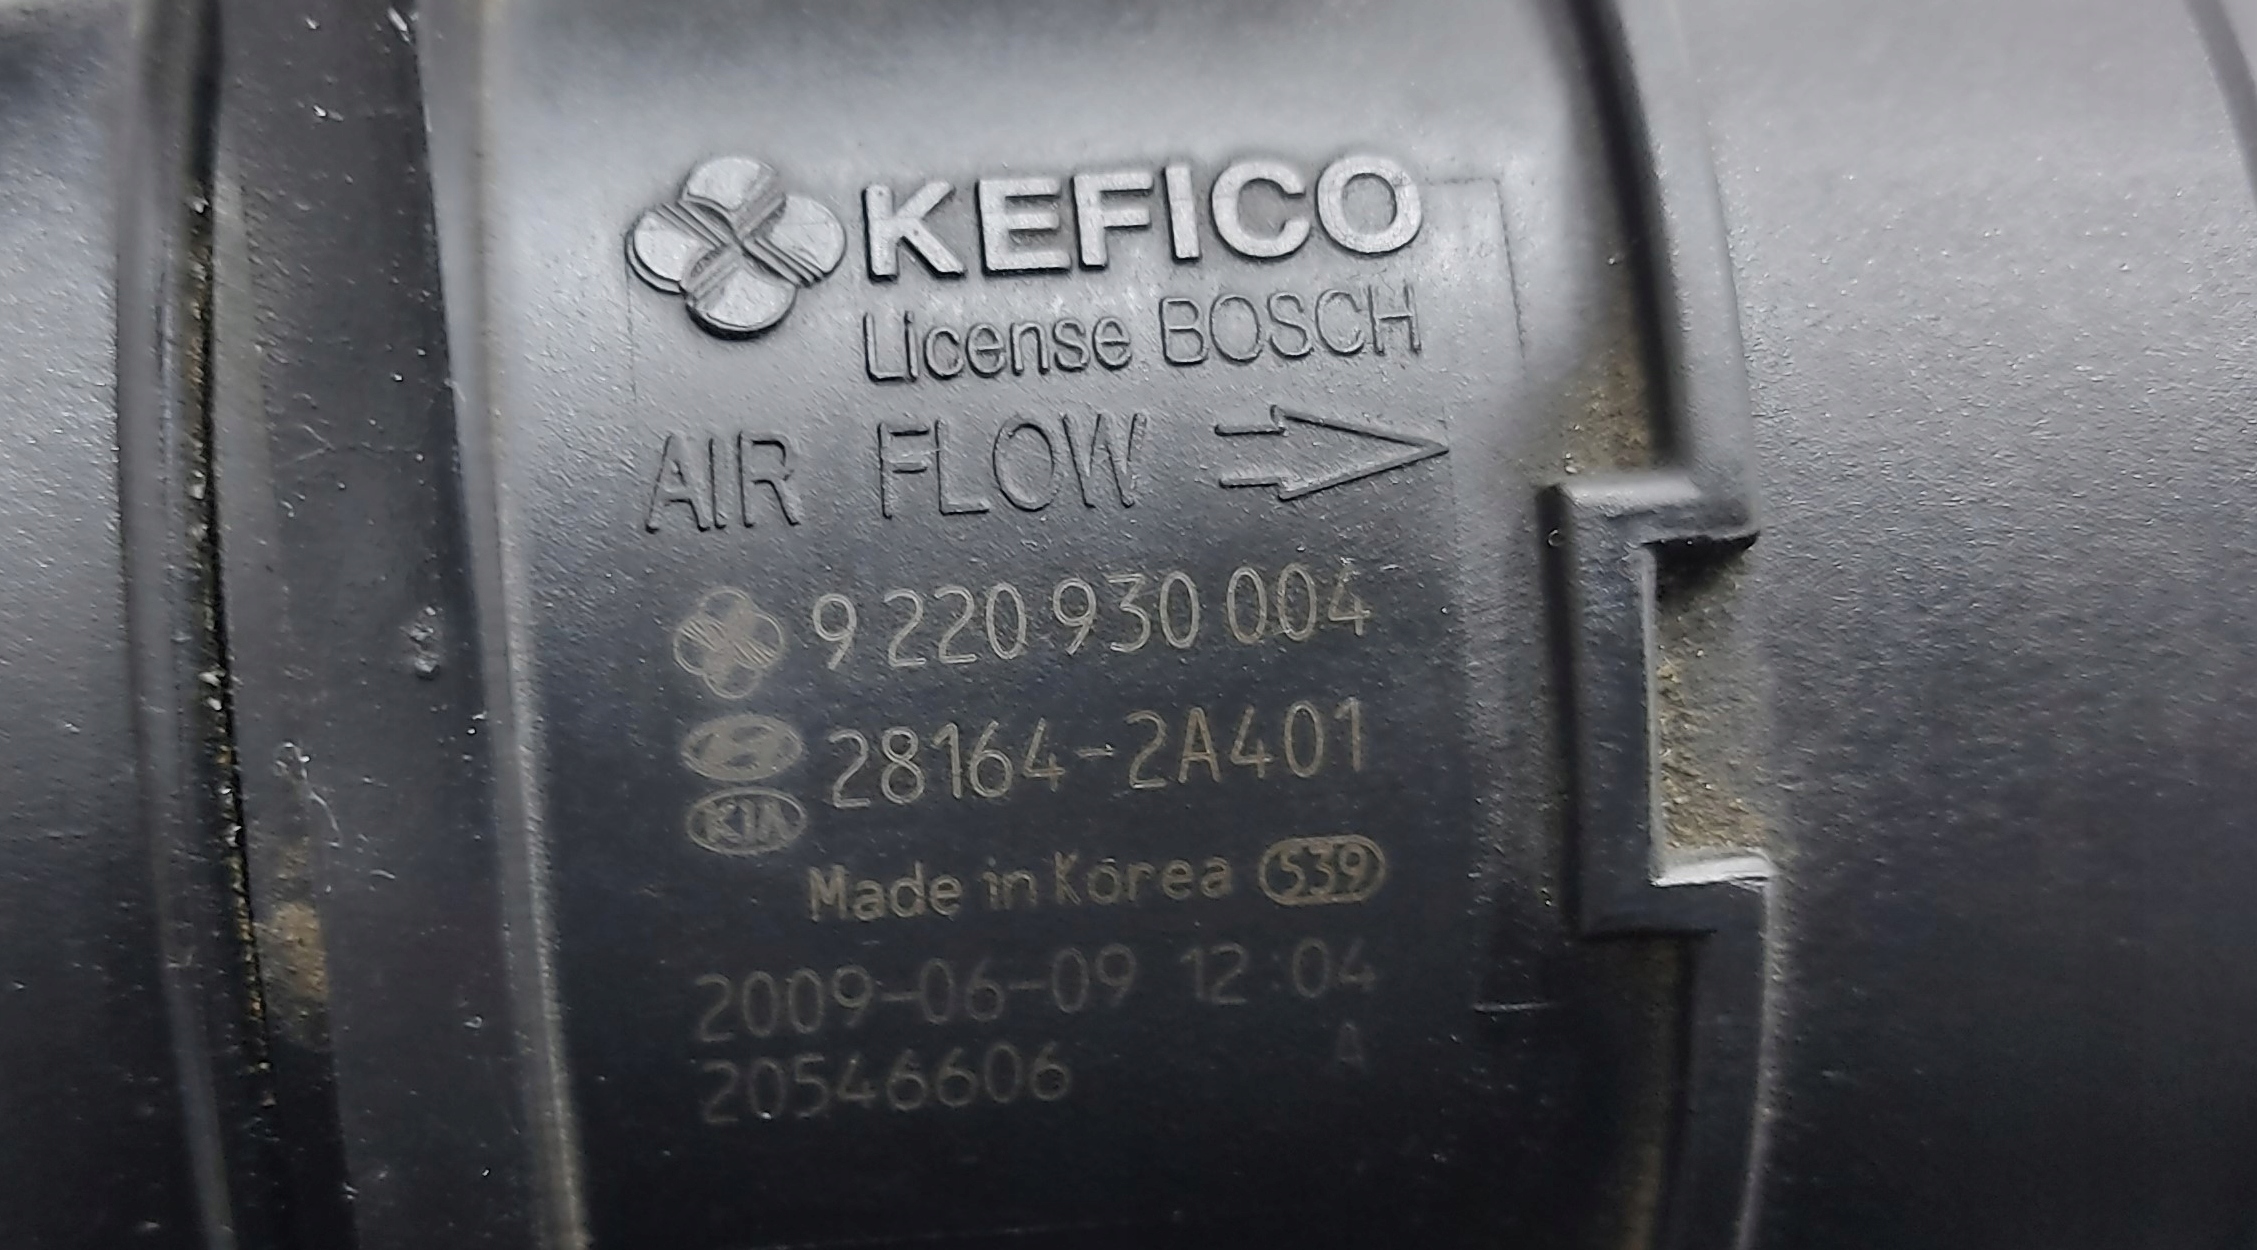 KEFICO
License BOSCH
AIR FLOW
9 220 930 004
28164-2A401
KIA
Made in Korea 539
2009-06-09 12:04
20546606 A